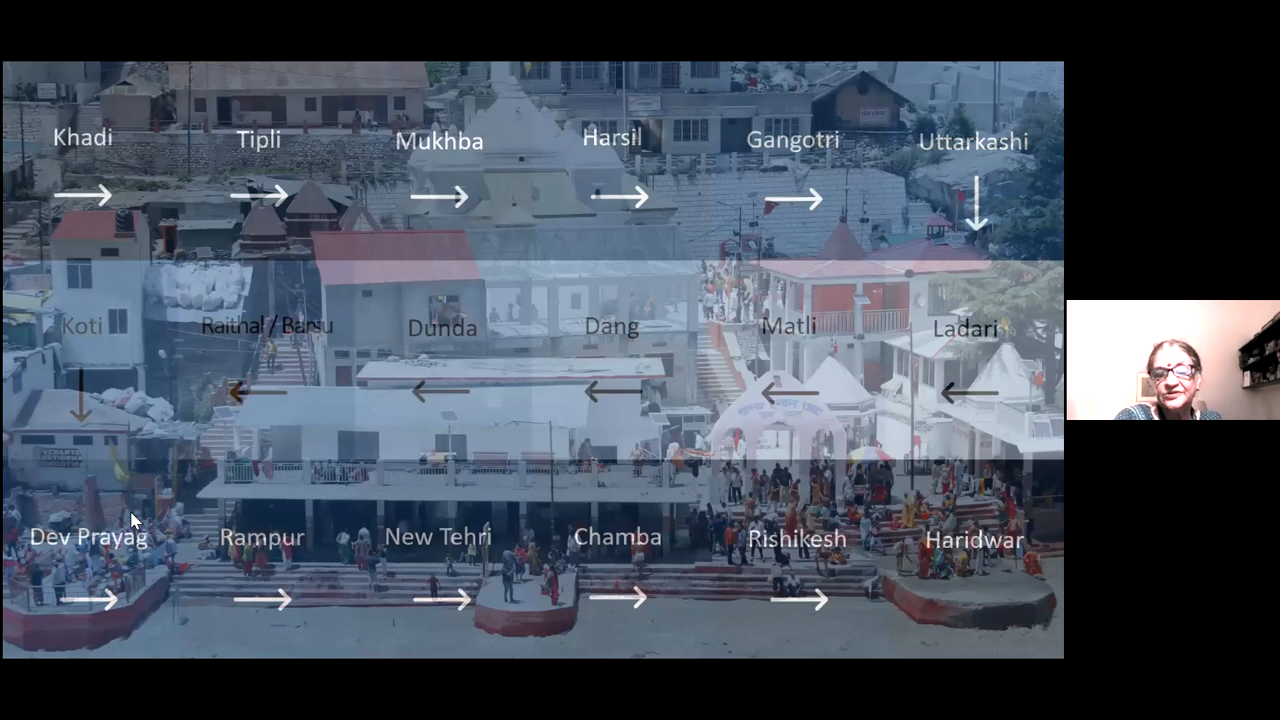 Khadi
Tipli
Mukhba
Harsil
Gangotri
Uttarkashi
Koti
Raithal / Barsu
Dunda
Dang
Matli
Ladari
Dev Prayag
Rampur
New Tehri
Chamba
Rishikesh
Haridwar